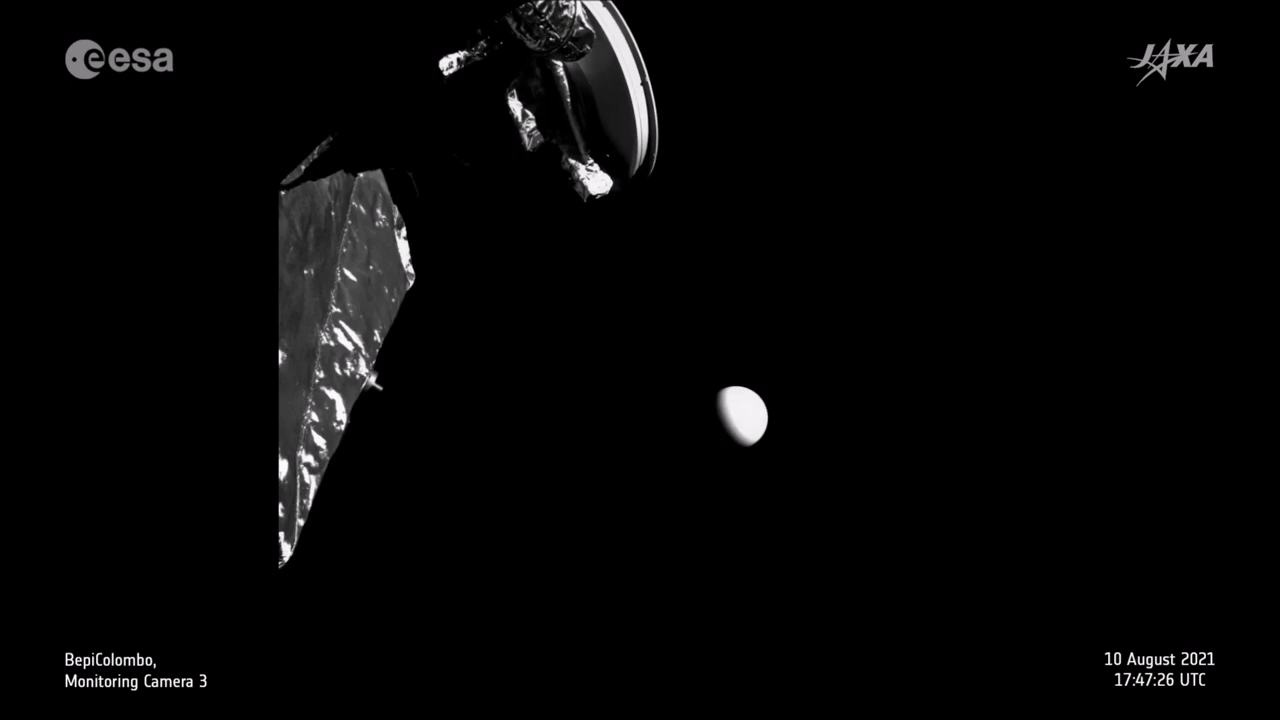 esa
JAXA
BepiColombo,
Monitoring Camera 3
10 August 2021
17:47:26 UTC